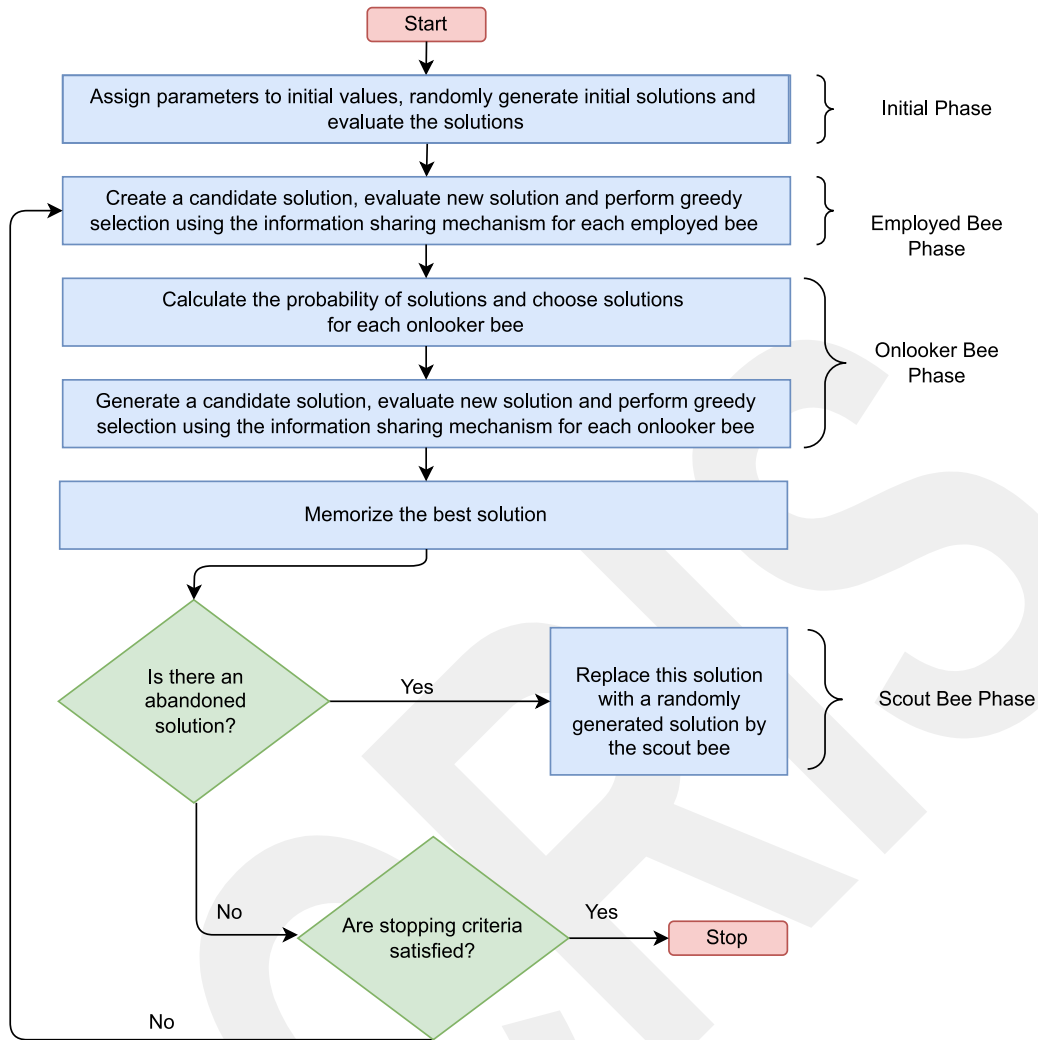 Start
Assign parameters to initial values, randomly generate initial solutions and
evaluate the solutions
Initial Phase
Create a candidate solution, evaluate new solution and perform greedy
selection using the information sharing mechanism for each employed bee
Employed Bee
Phase
Calculate the probability of solutions and choose solutions
for each onlooker bee
Onlooker Bee
Phase
Generate a candidate solution, evaluate new solution and perform greedy
selection using the information sharing mechanism for each onlooker bee
Memorize the best solution
Is there an
abandoned
solution?
Yes
Replace this solution
with a randomly
generated solution by
the scout bee
Scout Bee Phase
No
Are stopping criteria
satisfied?
Yes
Stop
No
CRIS